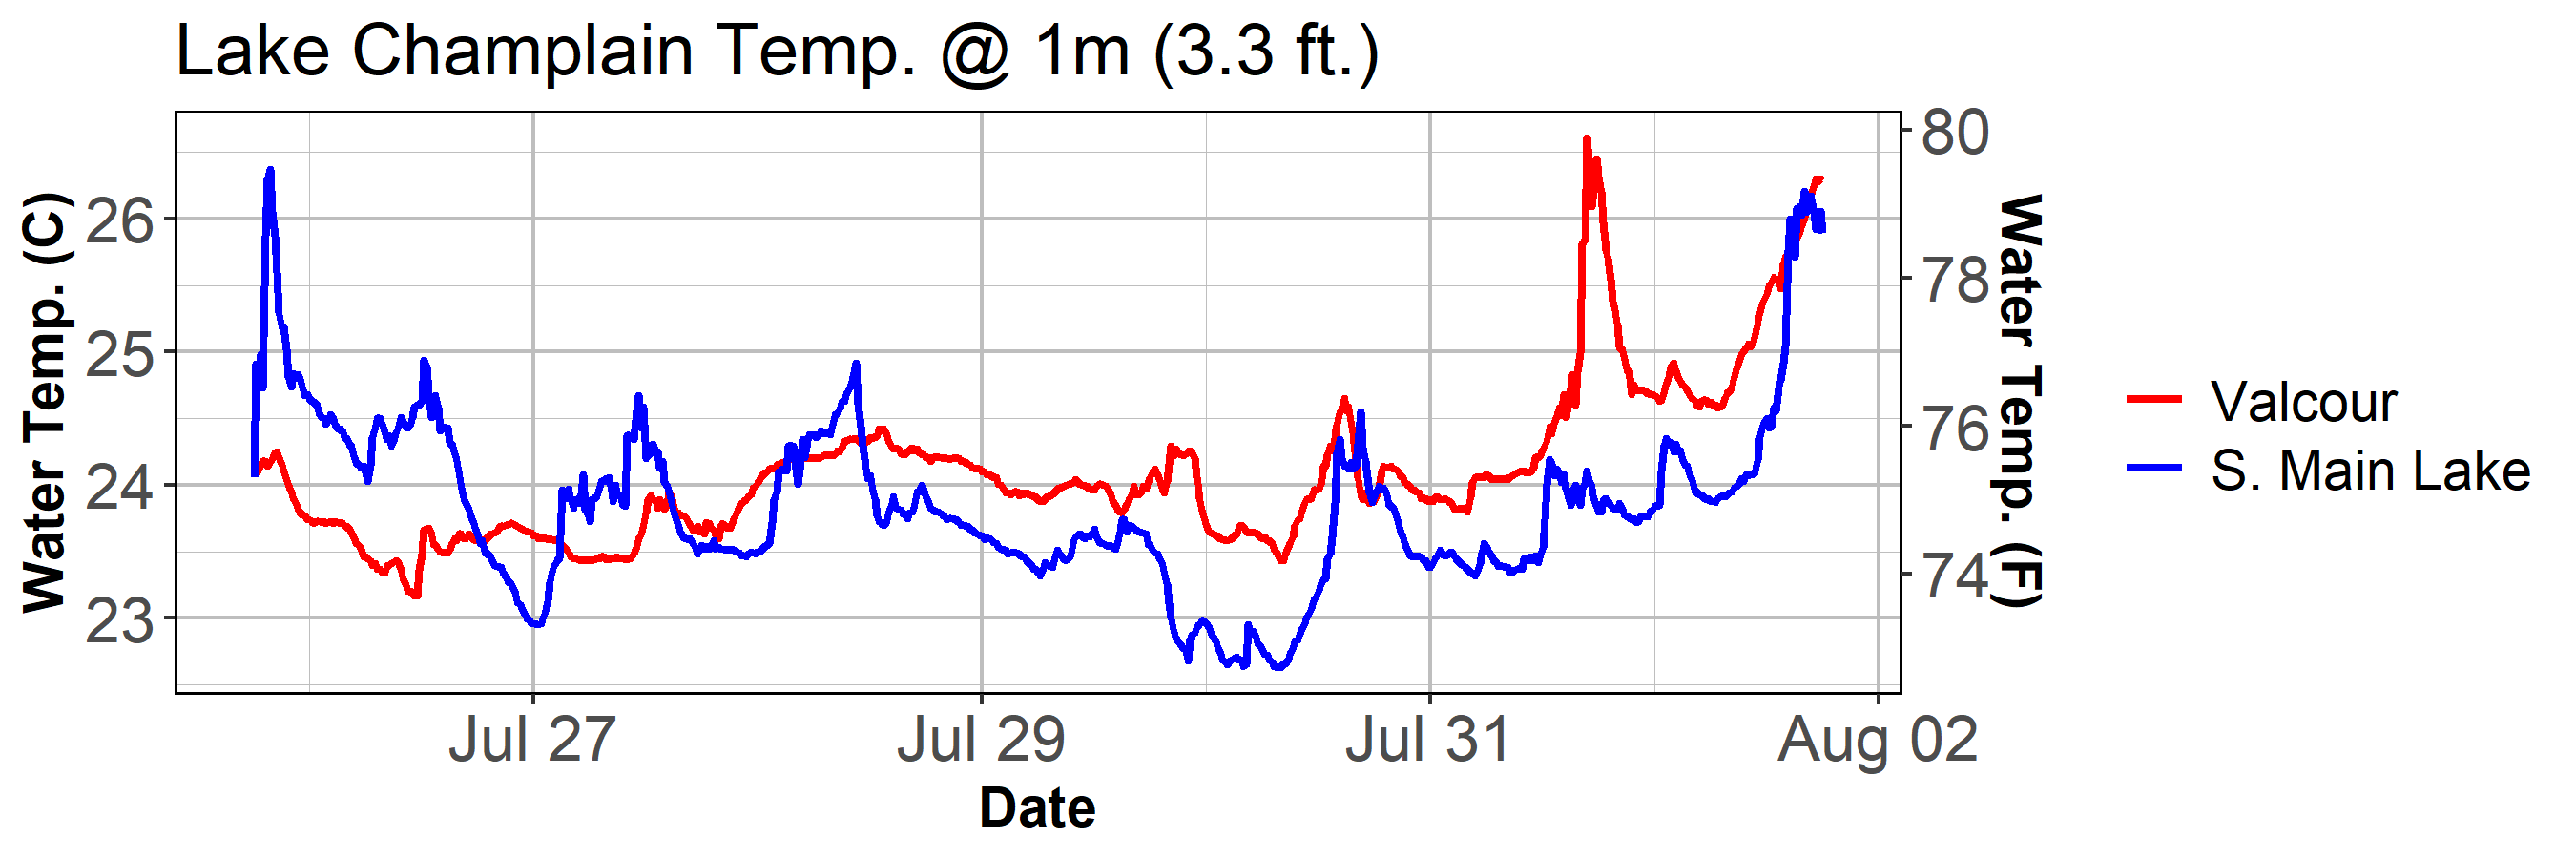 Lake Champlain Temp. @ 1m (3.3 ft.)
Water Temp. (C)
26
25
24
23
80
78
76
74
Water Temp. (F)
Jul 27
Jul 29
Jul 31
Aug 02
Date
Valcour
S. Main Lake